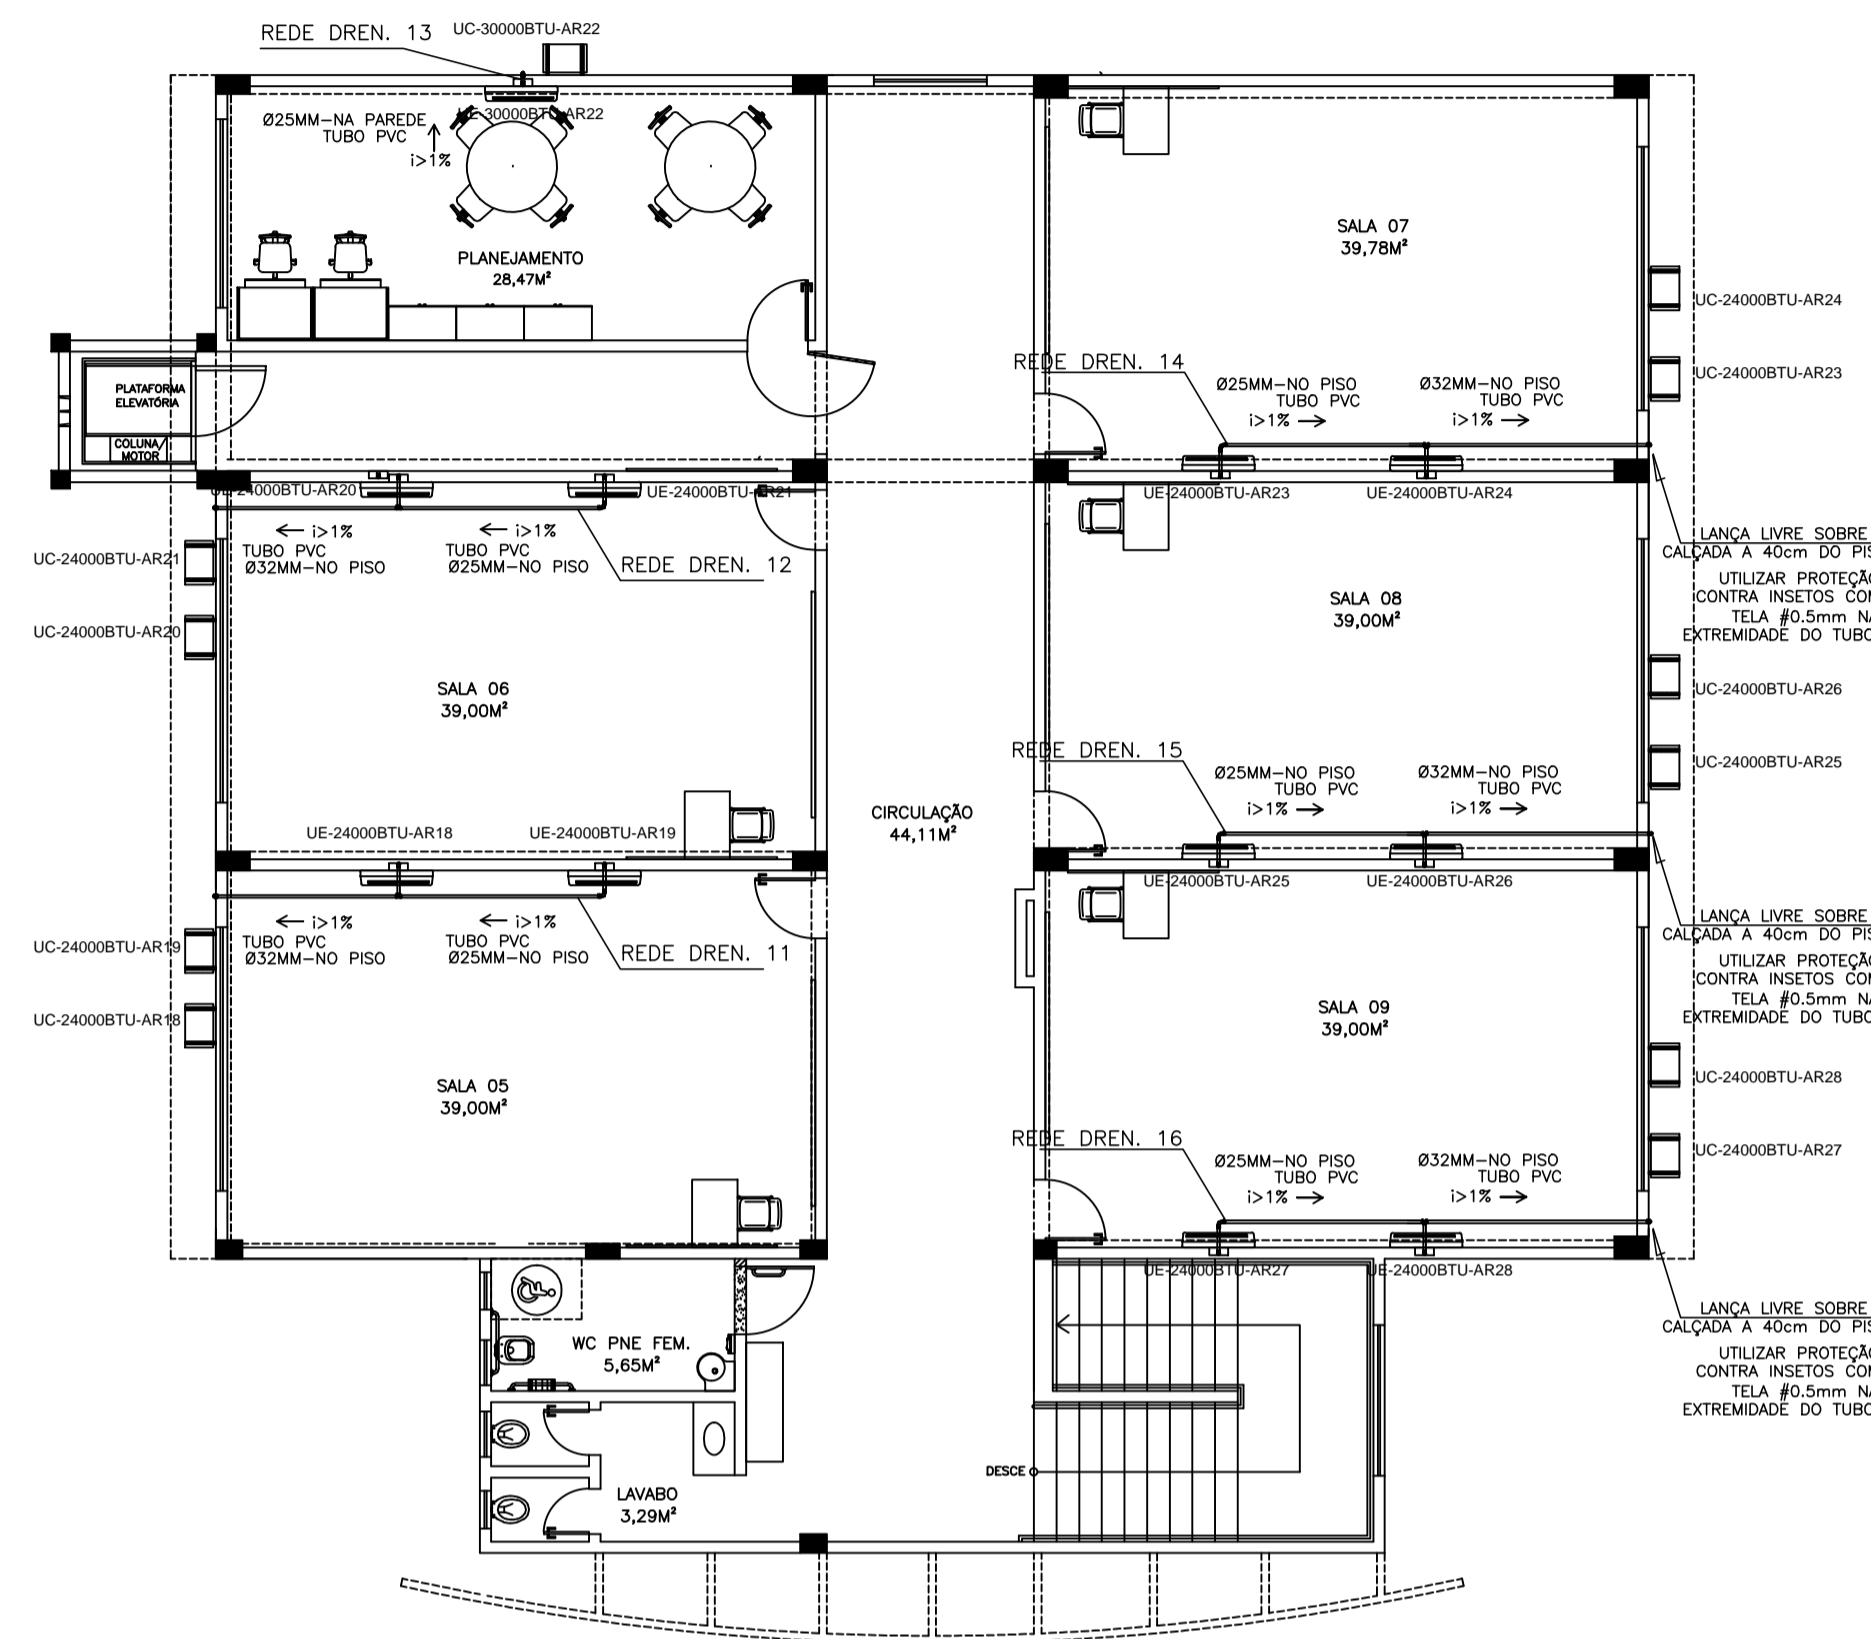 REDE DREN. 13
UC-30000BTU-AR22
UE-30000BTU-AR22
Ø25MM-NA PAREDE
TUBO PVC
i>1%
PLANEJAMENTO
28,47M²
PLATAFORMA
ELEVATÓRIA
COLUNA/
MOTOR
SALA 07
39,78M²
UC-24000BTU-AR24
UC-24000BTU-AR23
REDE DREN. 14
Ø25MM-NO PISO
TUBO PVC
i>1%
Ø32MM-NO PISO
TUBO PVC
i>1%
UE-24000BTU-AR23
UE-24000BTU-AR24
UE-24000BTU-AR20
UE-24000BTU-AR21
i>1%
TUBO PVC
Ø32MM-NO PISO
i>1%
TUBO PVC
Ø25MM-NO PISO
REDE DREN. 12
UC-24000BTU-AR21
UC-24000BTU-AR20
SALA 06
39,00M²
LANÇA LIVRE SOBRE
CALÇADA A 40cm DO PIS
UTILIZAR PROTEÇÃO
CONTRA INSETOS COM
TELA #0.5mm NA
EXTREMIDADE DO TUBO
SALA 08
39,00M²
UC-24000BTU-AR26
UC-24000BTU-AR25
REDE DREN. 15
Ø25MM-NO PISO
TUBO PVC
i>1%
Ø32MM-NO PISO
TUBO PVC
i>1%
CIRCULAÇÃO
44,11M²
UE-24000BTU-AR18
UE-24000BTU-AR19
UE-24000BTU-AR25
UE-24000BTU-AR26
i>1%
TUBO PVC
Ø32MM-NO PISO
i>1%
TUBO PVC
Ø25MM-NO PISO
REDE DREN. 11
UC-24000BTU-AR19
UC-24000BTU-AR18
SALA 05
39,00M²
LANÇA LIVRE SOBRE
CALÇADA A 40cm DO PIS
UTILIZAR PROTEÇÃO
CONTRA INSETOS COM
TELA #0.5mm NA
EXTREMIDADE DO TUBO
SALA 09
39,00M²
UC-24000BTU-AR28
UC-24000BTU-AR27
REDE DREN. 16
Ø25MM-NO PISO
TUBO PVC
i>1%
Ø32MM-NO PISO
TUBO PVC
i>1%
UE-24000BTU-AR27
UE-24000BTU-AR28
LANÇA LIVRE SOBRE
CALÇADA A 40cm DO PIS
UTILIZAR PROTEÇÃO
CONTRA INSETOS COM
TELA #0.5mm NA
EXTREMIDADE DO TUBO
WC PNE FEM.
5,65M²
DESCE
LAVABO
3,29M²